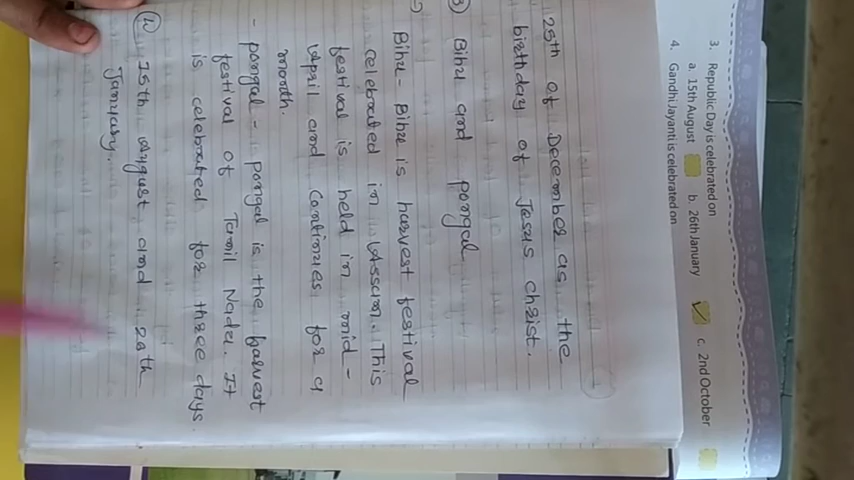 3. Republic Day is celebrated on
a. 15th August b. 26th January c. 2nd October
4. Gandhi Jayanti is celebrated on
25th of December as the
birthday of Jesus christ.
3) Bihu and pongal
Bihu - Bihu is harvest festival
celebrated in Assam. This
festival is held in mid-
April and continues for a
month.
- pongal - pongal is the harvest
festival of Tamil Nadu. It
is celebrated for three days.
4) 15th August and 26th
January.